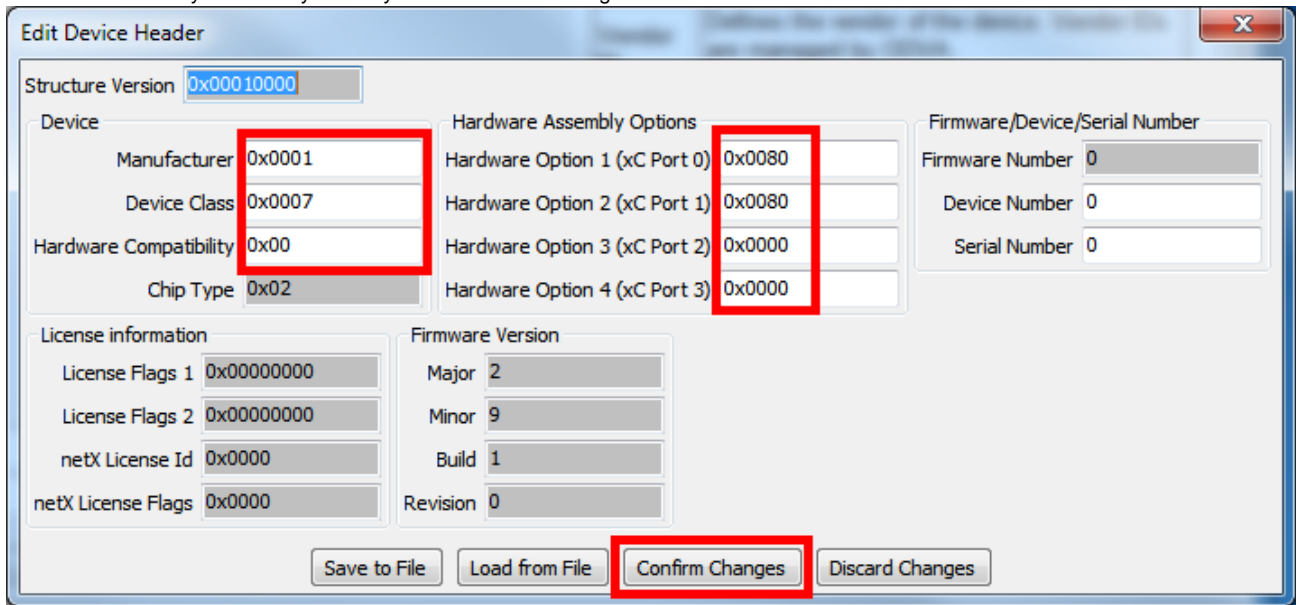 Edit Device Header
Structure Version 0x00010000
Device
Manufacturer 0x0001
Device Class 0x0007
Hardware Compatibility 0x00
Chip Type 0x02
Hardware Assembly Options
Hardware Option 1 (xC Port 0) 0x0080
Hardware Option 2 (xC Port 1) 0x0080
Hardware Option 3 (xC Port 2) 0x0000
Hardware Option 4 (xC Port 3) 0x0000
Firmware/Device/Serial Number
Firmware Number 0
Device Number 0
Serial Number 0
License information
License Flags 1 0x00000000
License Flags 2 0x00000000
netX License Id 0x0000
netX License Flags 0x0000
Firmware Version
Major 2
Minor 9
Build 1
Revision 0
Save to File Load from File Confirm Changes Discard Changes